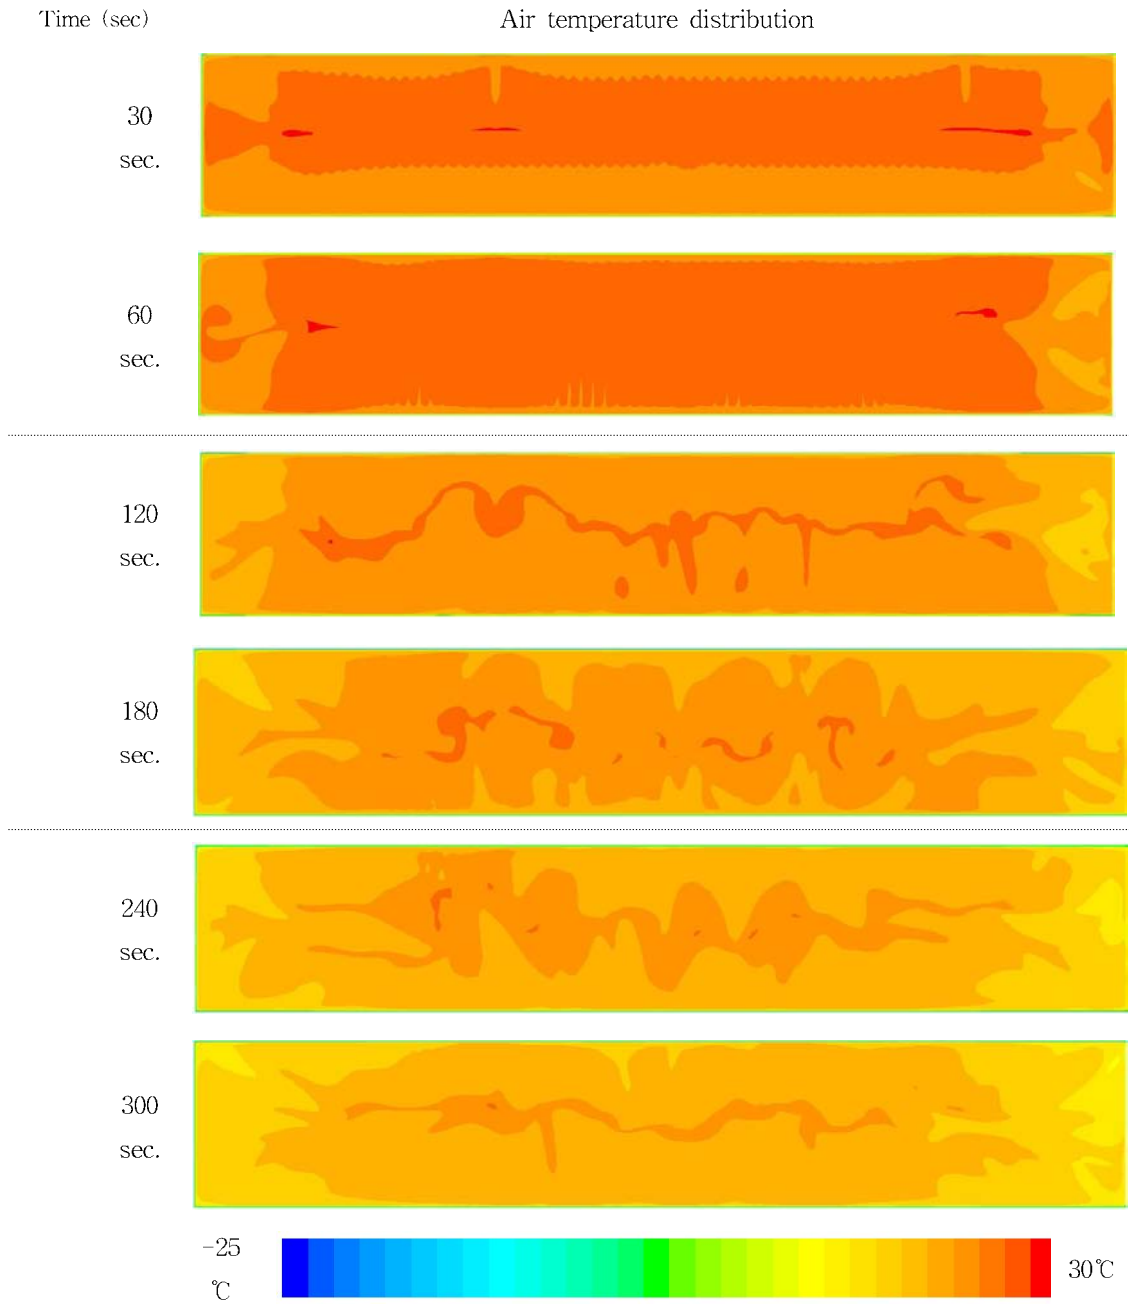 Time (sec) Air temperature distribution
30
sec.
60
sec.
120
sec.
180
sec.
240
sec.
300
sec.
-25
℃
30℃